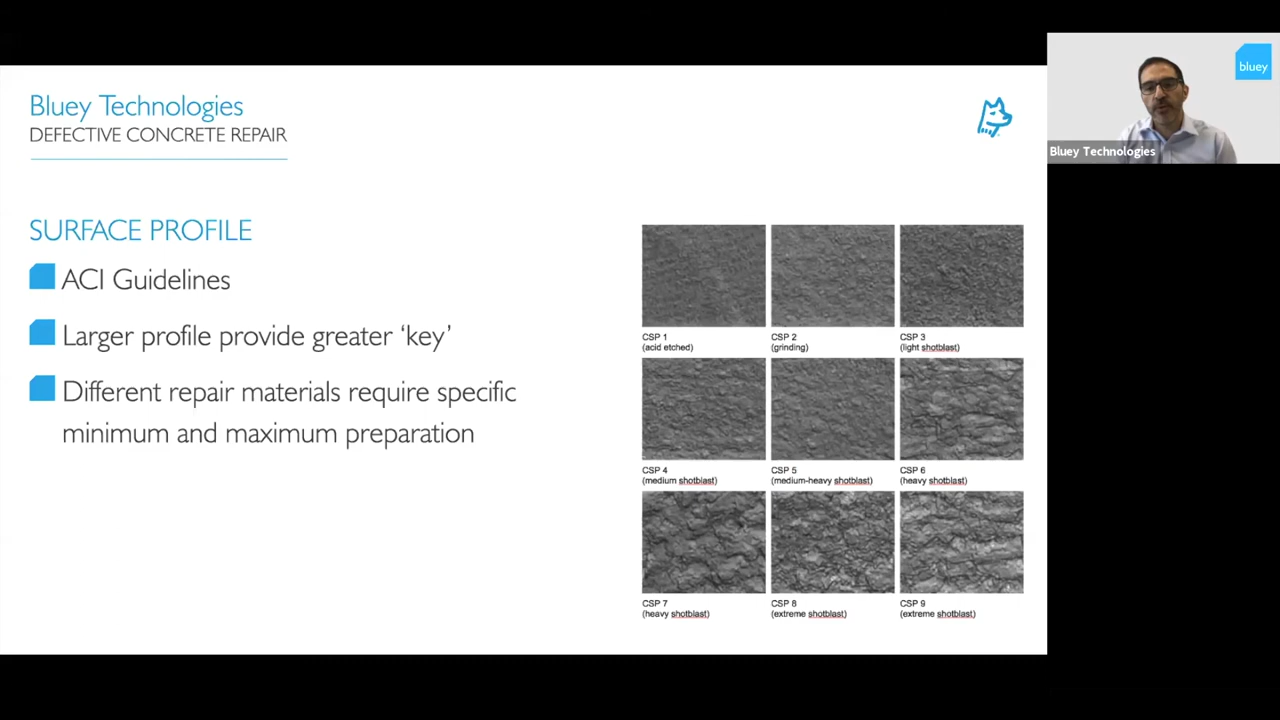 Bluey Technologies
DEFECTIVE CONCRETE REPAIR
SURFACE PROFILE
ACI Guidelines
Larger profile provide greater ‘key’
Different repair materials require specific
minimum and maximum preparation
CSP 1
(acid etched)
CSP 2
(grinding)
CSP 3
(light shotblast)
CSP 4
(medium shotblast)
CSP 5
(medium-heavy shotblast)
CSP 6
(heavy shotblast)
CSP 7
(heavy shotblast)
CSP 8
(extreme shotblast)
CSP 9
(extreme shotblast)
bluey
Bluey Technologies